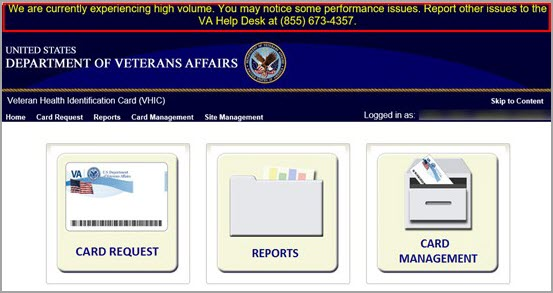 We are currently experiencing high volume. You may notice some performance issues. Report other issues to the
VA Help Desk at (855) 673-4357.
UNITED STATES
DEPARTMENT OF VETERANS AFFAIRS
Veteran Health Identification Card (VHIC)
Skip to Content
Home Card Request Reports Card Management Site Management
Logged in as:
VA
U.S. Department
of Veterans Affairs
CARD REQUEST
REPORTS
CARD
MANAGEMENT